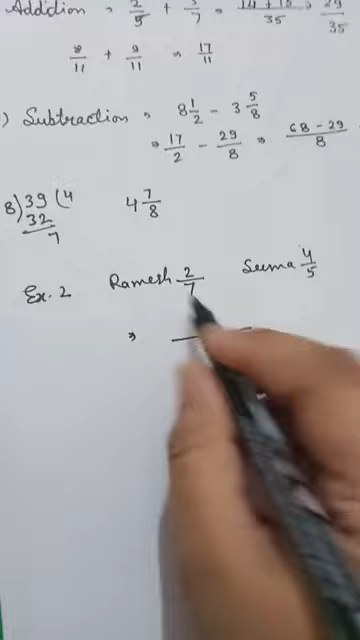 Addition → 2/5 + 3/7 = 14 + 15/35 = 29/35
8/11 + 9/11 = 17/11
) Subtraction → 8 1/2 - 3 5/8
⇒ 17/2 - 29/8 ⇒ 68 - 29/8
8)39(4 4 7/8
32
7
Ex. 2 Ramesh 2/7 Seema 4/5
⇒